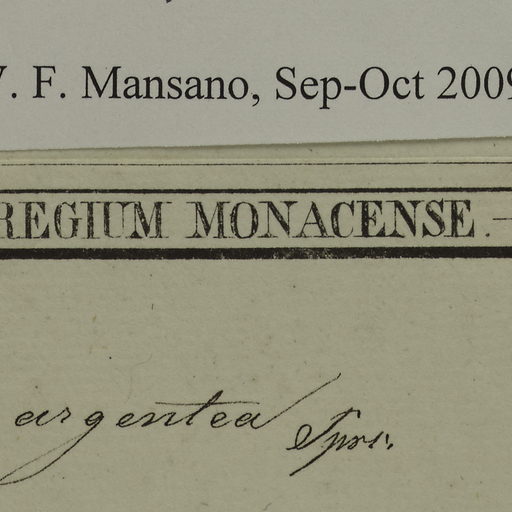 V. F. Mansano, Sep-Oct 2009
REGIUM MONACENSE.
argentea Spr.